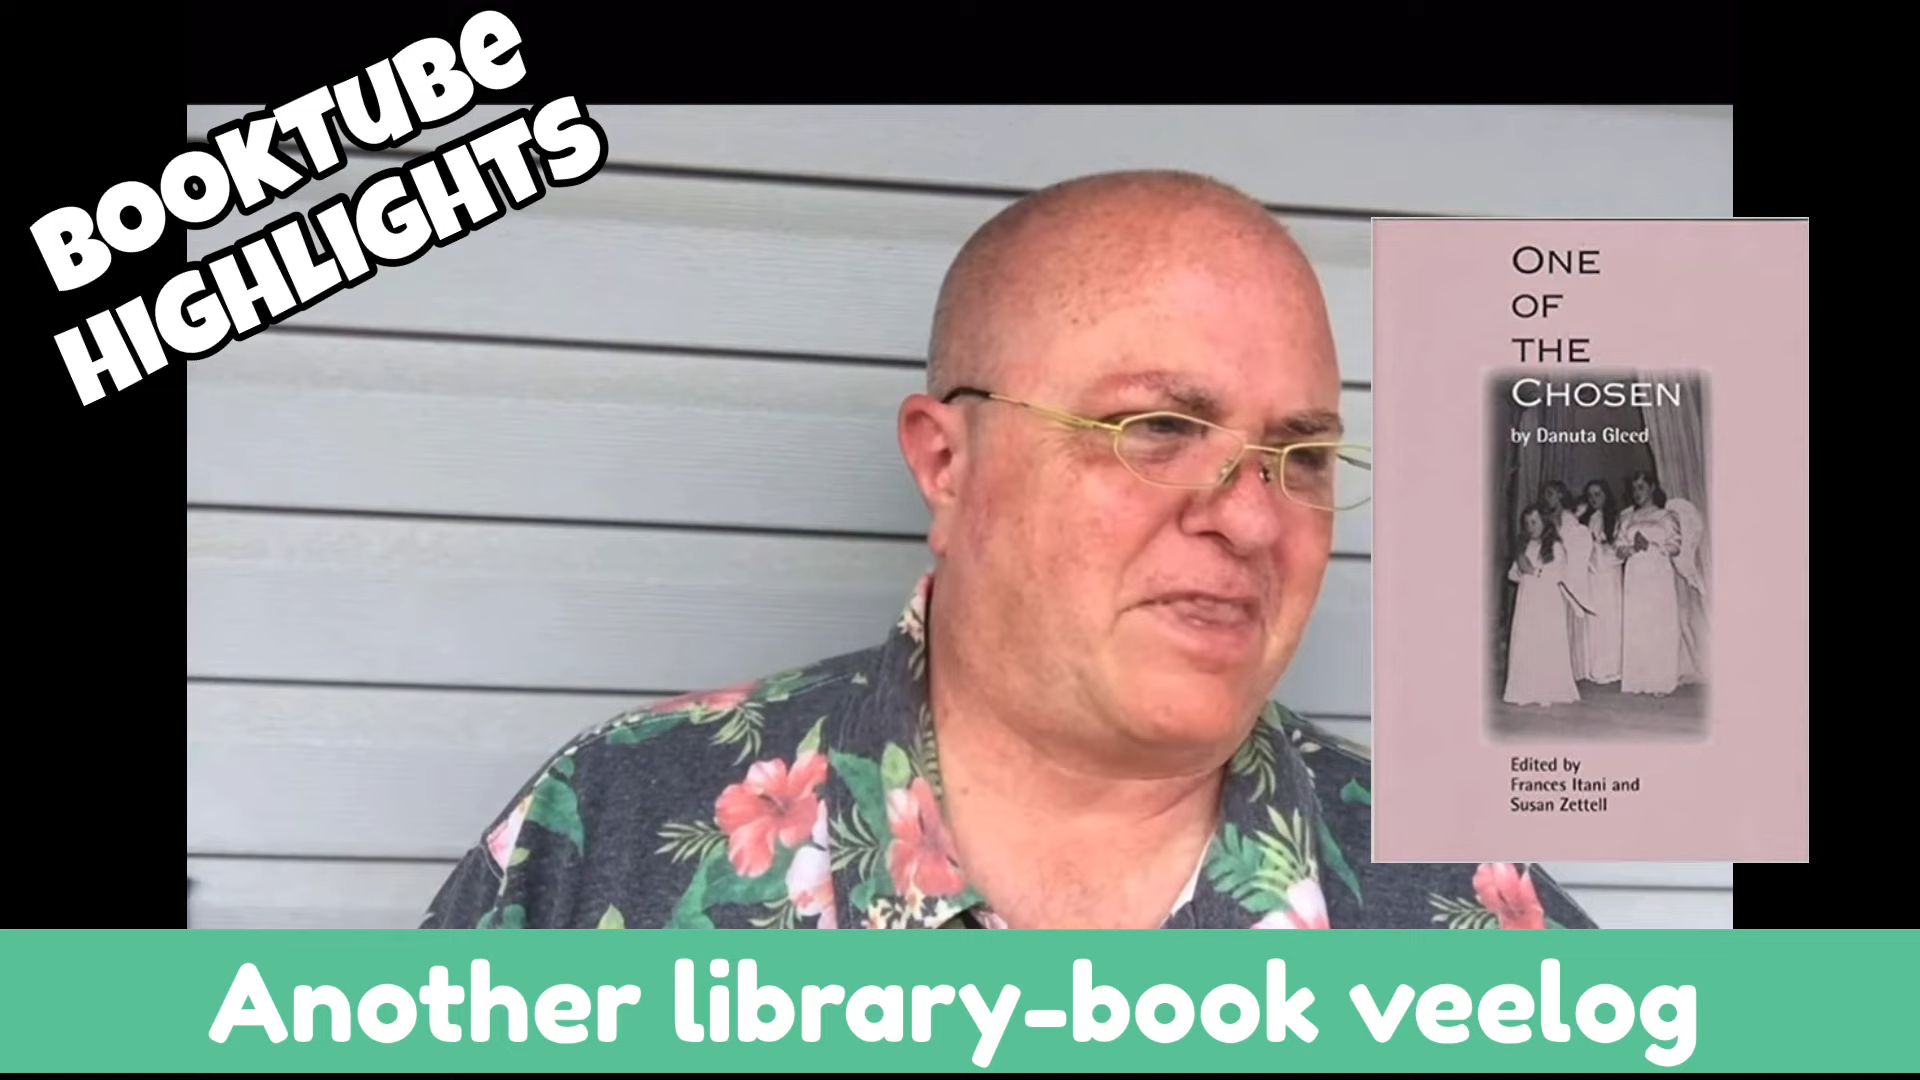 BOOKTUBE
HIGHLIGHTS
ONE
OF
THE
CHOSEN
by Danuta Gleed
Edited by
Frances Itani and
Susan Zettell
Another library-book veelog